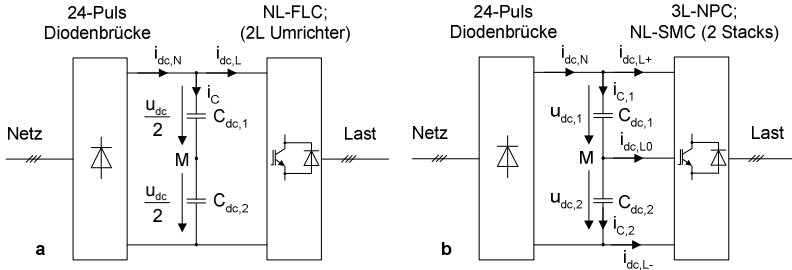 24-Puls
Diodenbrücke
NL-FLC;
(2L Umrichter)
i_dc,N
i_dc,L
i_C
u_dc
2
C_dc,1
Netz
M
Last
u_dc
2
C_dc,2
a
24-Puls
Diodenbrücke
3L-NPC;
NL-SMC (2 Stacks)
i_dc,N
i_dc,L+
i_C,1
u_dc,1
C_dc,1
Netz
M
i_dc,L0
Last
u_dc,2
C_dc,2
i_C,2
b
i_dc,L-